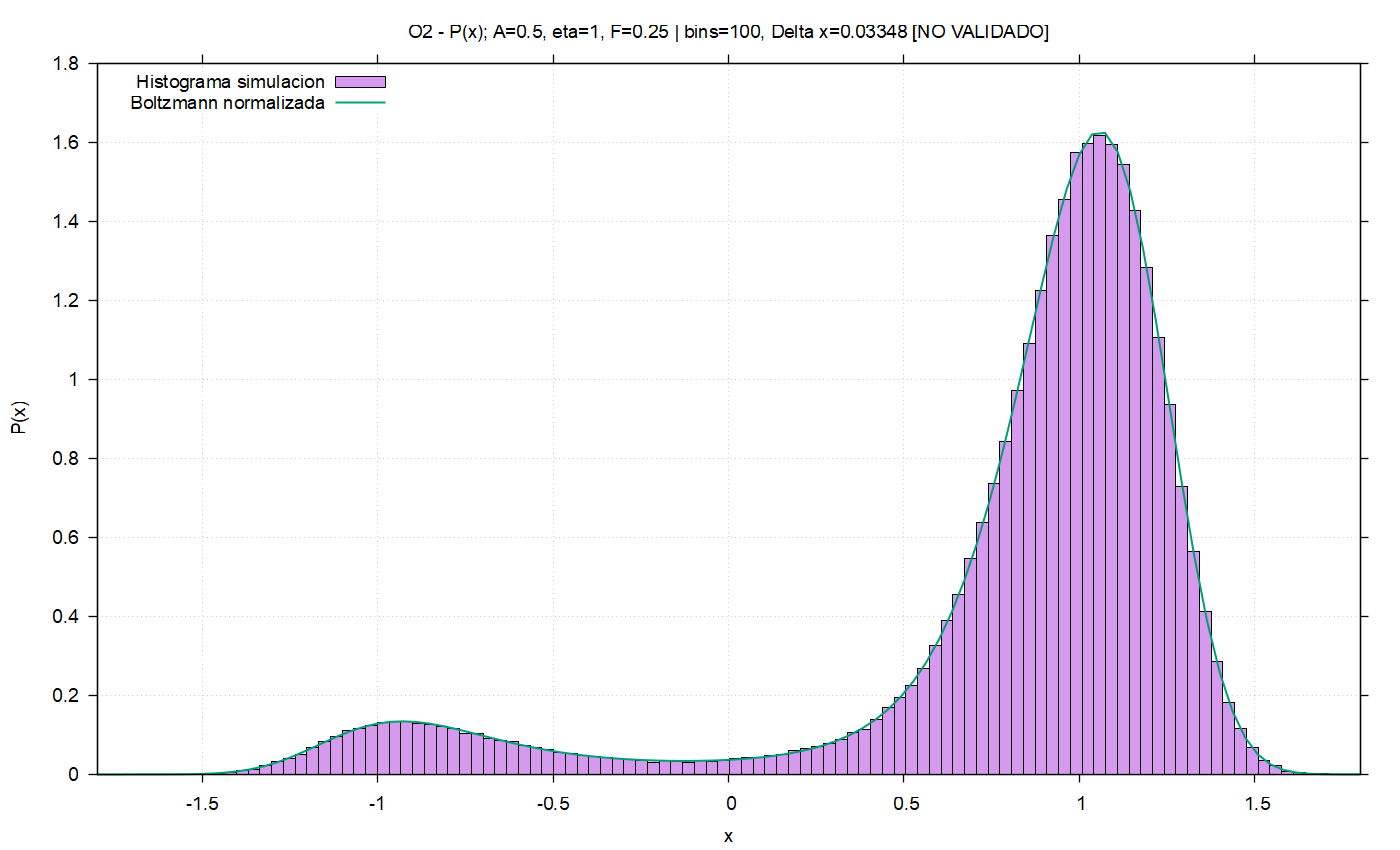 O2 - P(x); A=0.5, eta=1, F=0.25 | bins=100, Delta x=0.03348 [NO VALIDADO]
Histograma simulacion
Boltzmann normalizada
1.8
1.6
1.4
1.2
1
0.8
0.6
0.4
0.2
0
P(x)
-1.5 -1 -0.5 0 0.5 1 1.5
x